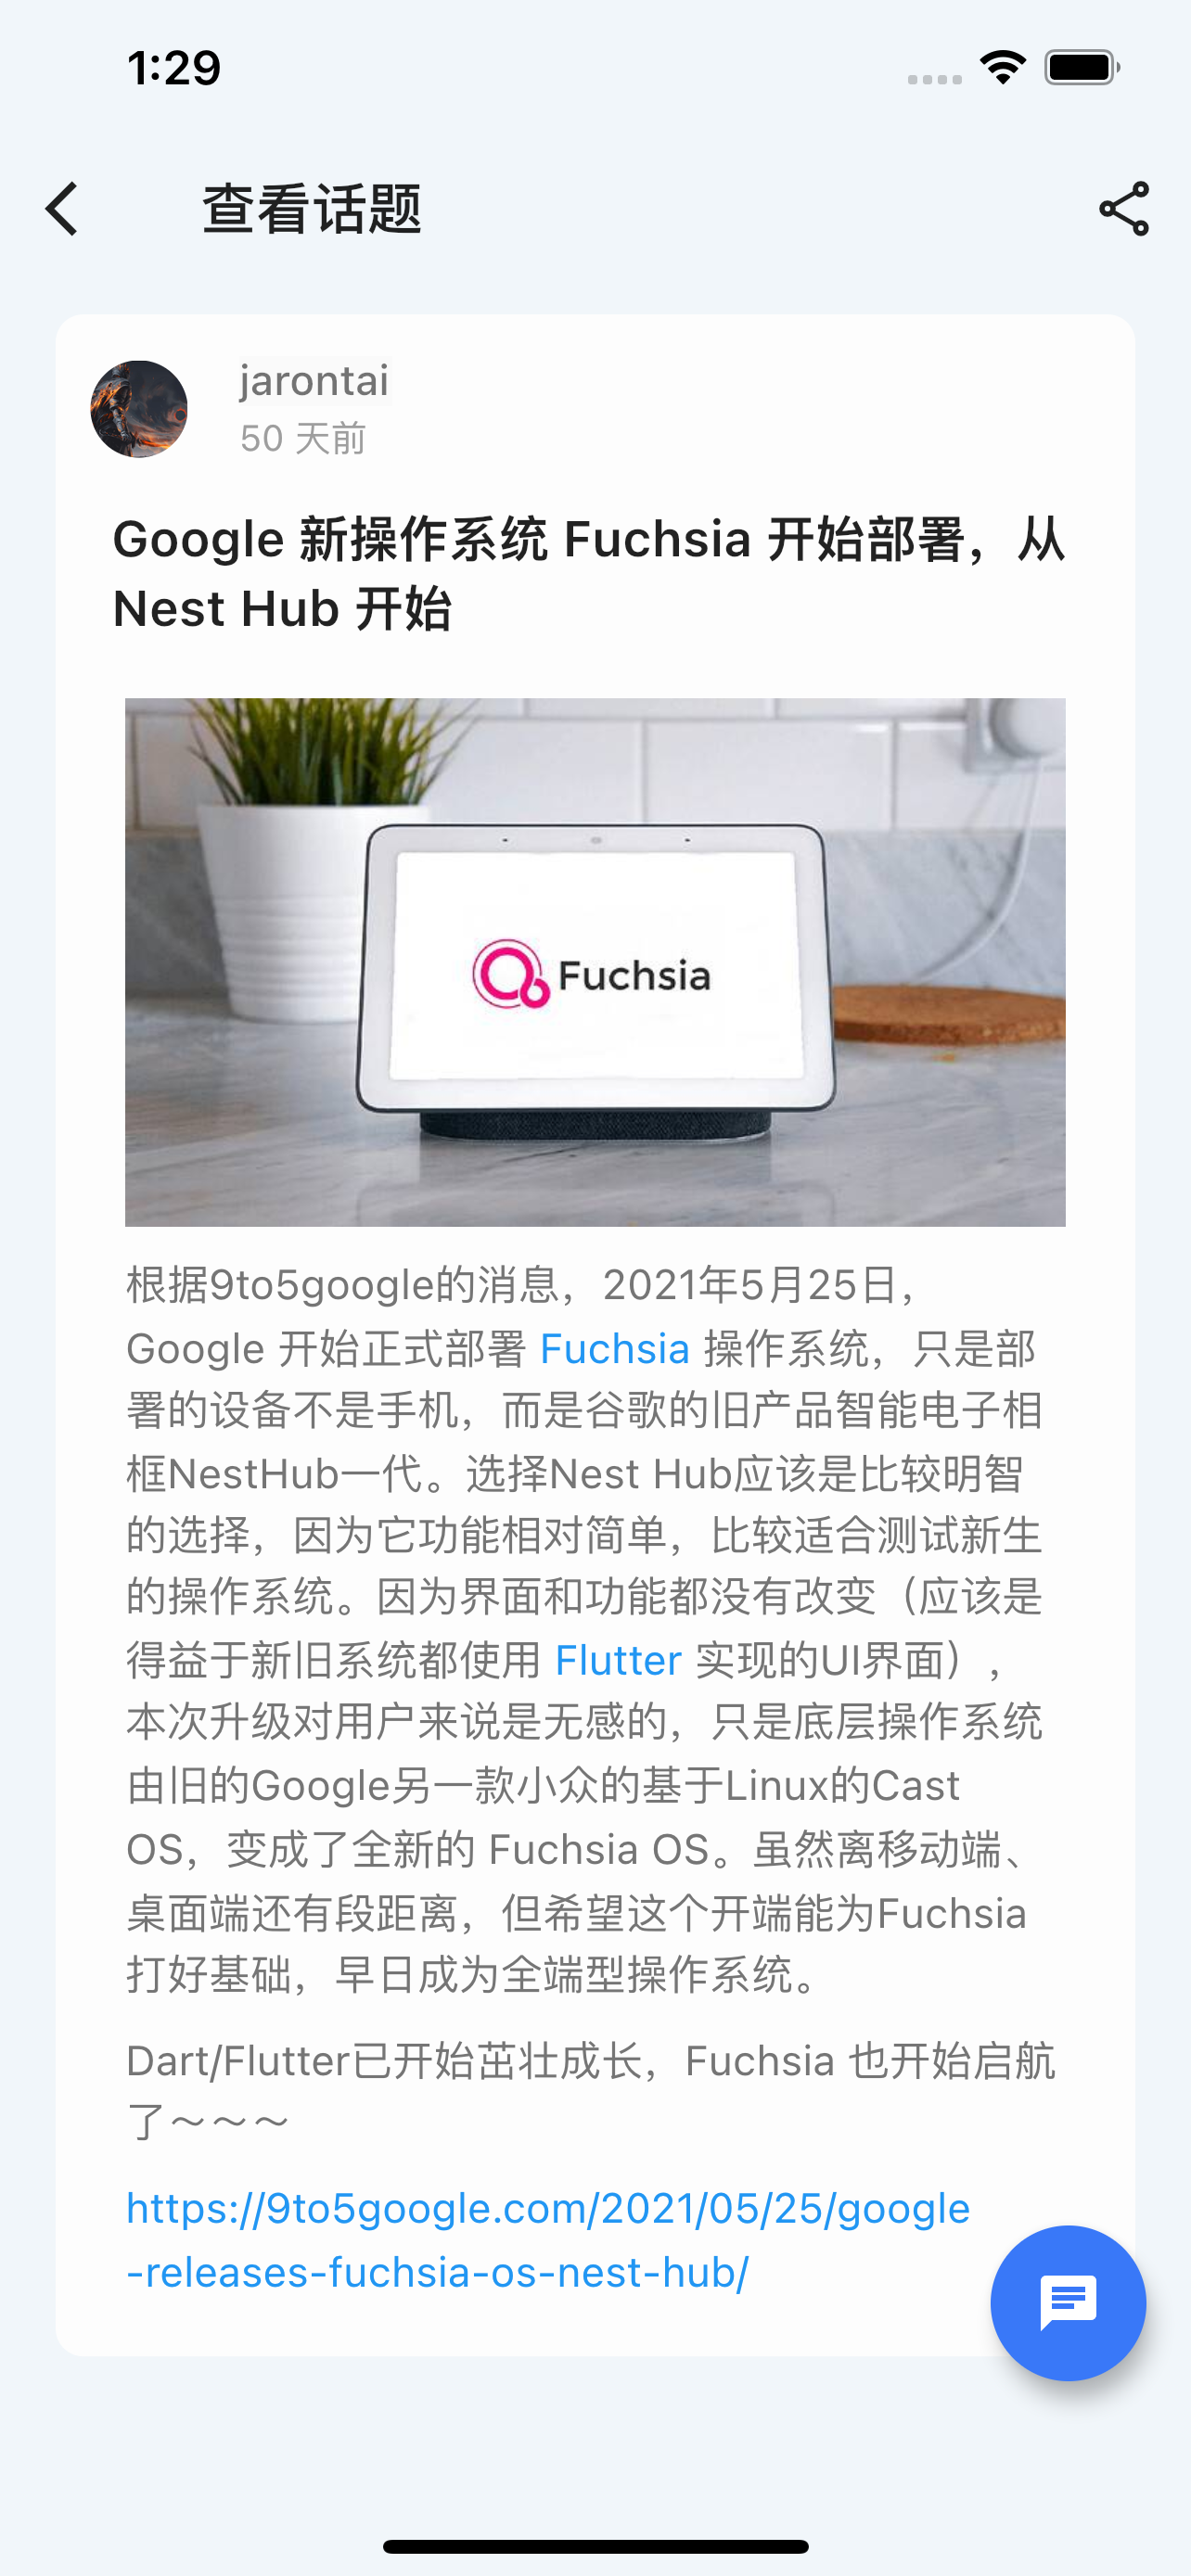 1:29
查看话题
jarontai
50 天前
Google 新操作系统 Fuchsia 开始部署，从
Nest Hub 开始
Fuchsia
根据9to5google的消息，2021年5月25日，
Google 开始正式部署 Fuchsia 操作系统，只是部
署的设备不是手机，而是谷歌的旧产品智能电子相
框NestHub一代。选择Nest Hub应该是比较明智
的选择，因为它功能相对简单，比较适合测试新生
的操作系统。因为界面和功能都没有改变（应该是
得益于新旧系统都使用 Flutter 实现的UI界面），
本次升级对用户来说是无感的，只是底层操作系统
由旧的Google另一款小众的基于Linux的Cast
OS，变成了全新的 Fuchsia OS。虽然离移动端、
桌面端还有段距离，但希望这个开端能为Fuchsia
打好基础，早日成为全端型操作系统。
Dart/Flutter已开始茁壮成长，Fuchsia 也开始启航
了～～～
https://9to5google.com/2021/05/25/google
-releases-fuchsia-os-nest-hub/